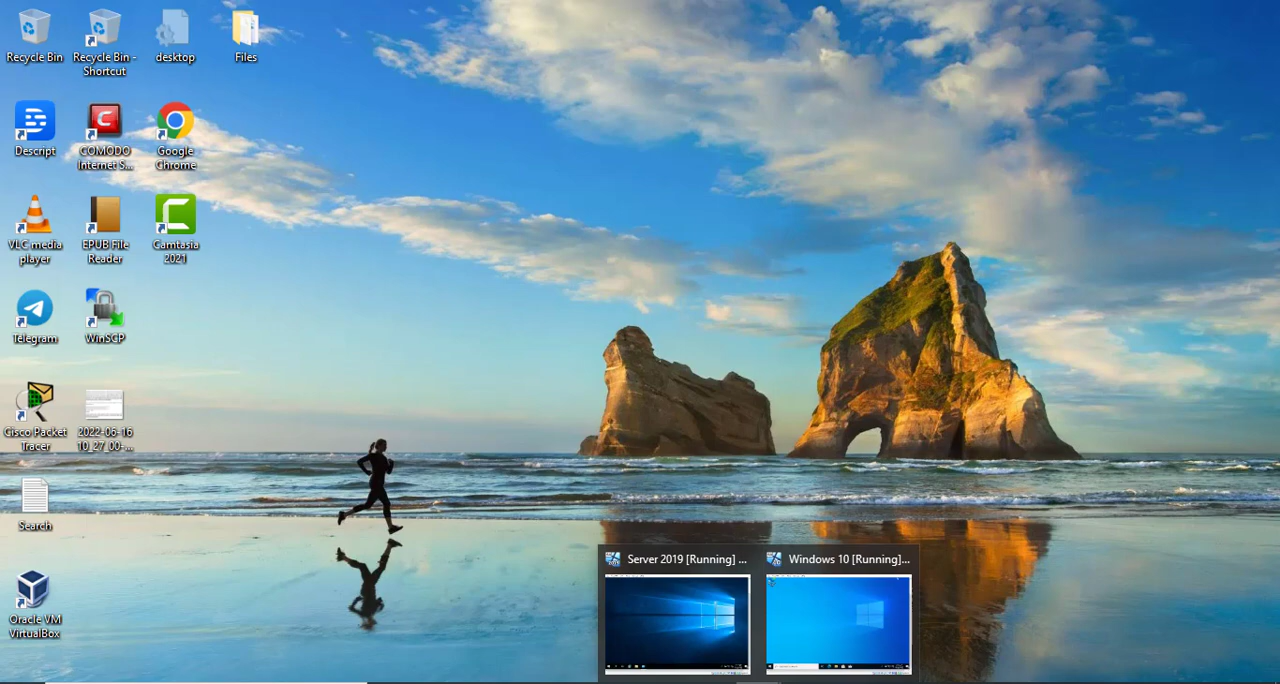 Recycle Bin
Recycle Bin -
Shortcut
desktop
Files
Descript
COMODO
Internet S...
Google
Chrome
VLC media
player
EPUB File
Reader
Camtasia
2021
Telegram
WinSCP
Cisco Packet
Tracer
2022-06-16
10_27_00-...
Search
Oracle VM
VirtualBox
Server 2019 [Running] ...
Windows 10 [Running]...